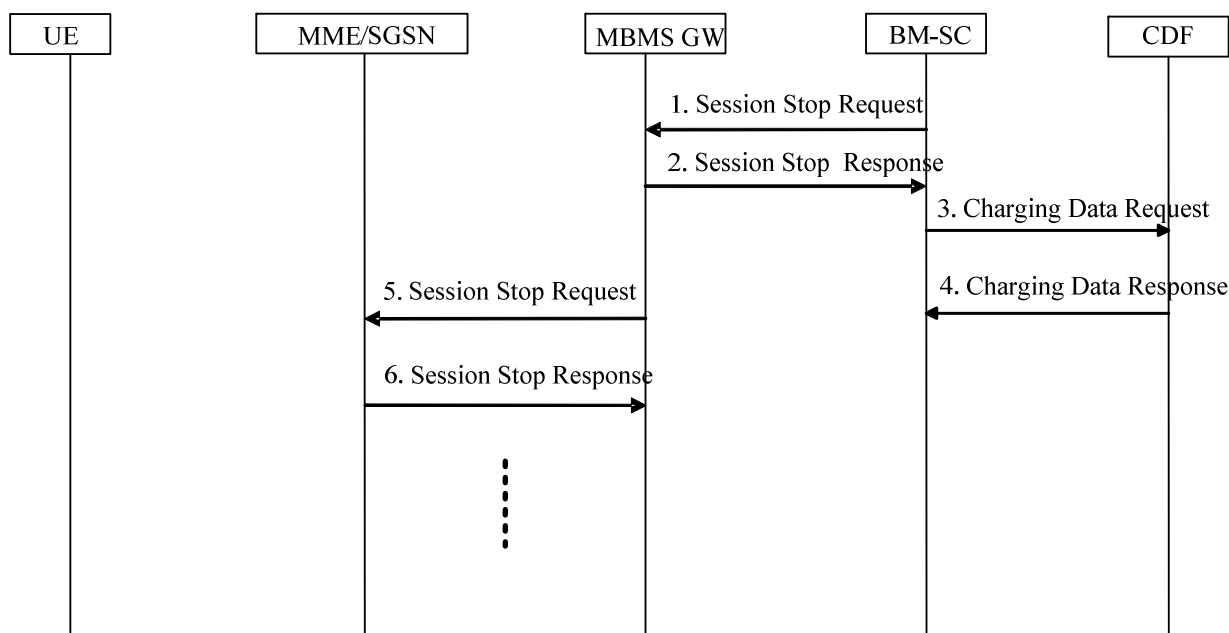 UE
MME/SGSN
MBMS GW
BM-SC
CDF
1. Session Stop Request
2. Session Stop Response
3. Charging Data Request
4. Charging Data Response
5. Session Stop Request
6. Session Stop Response